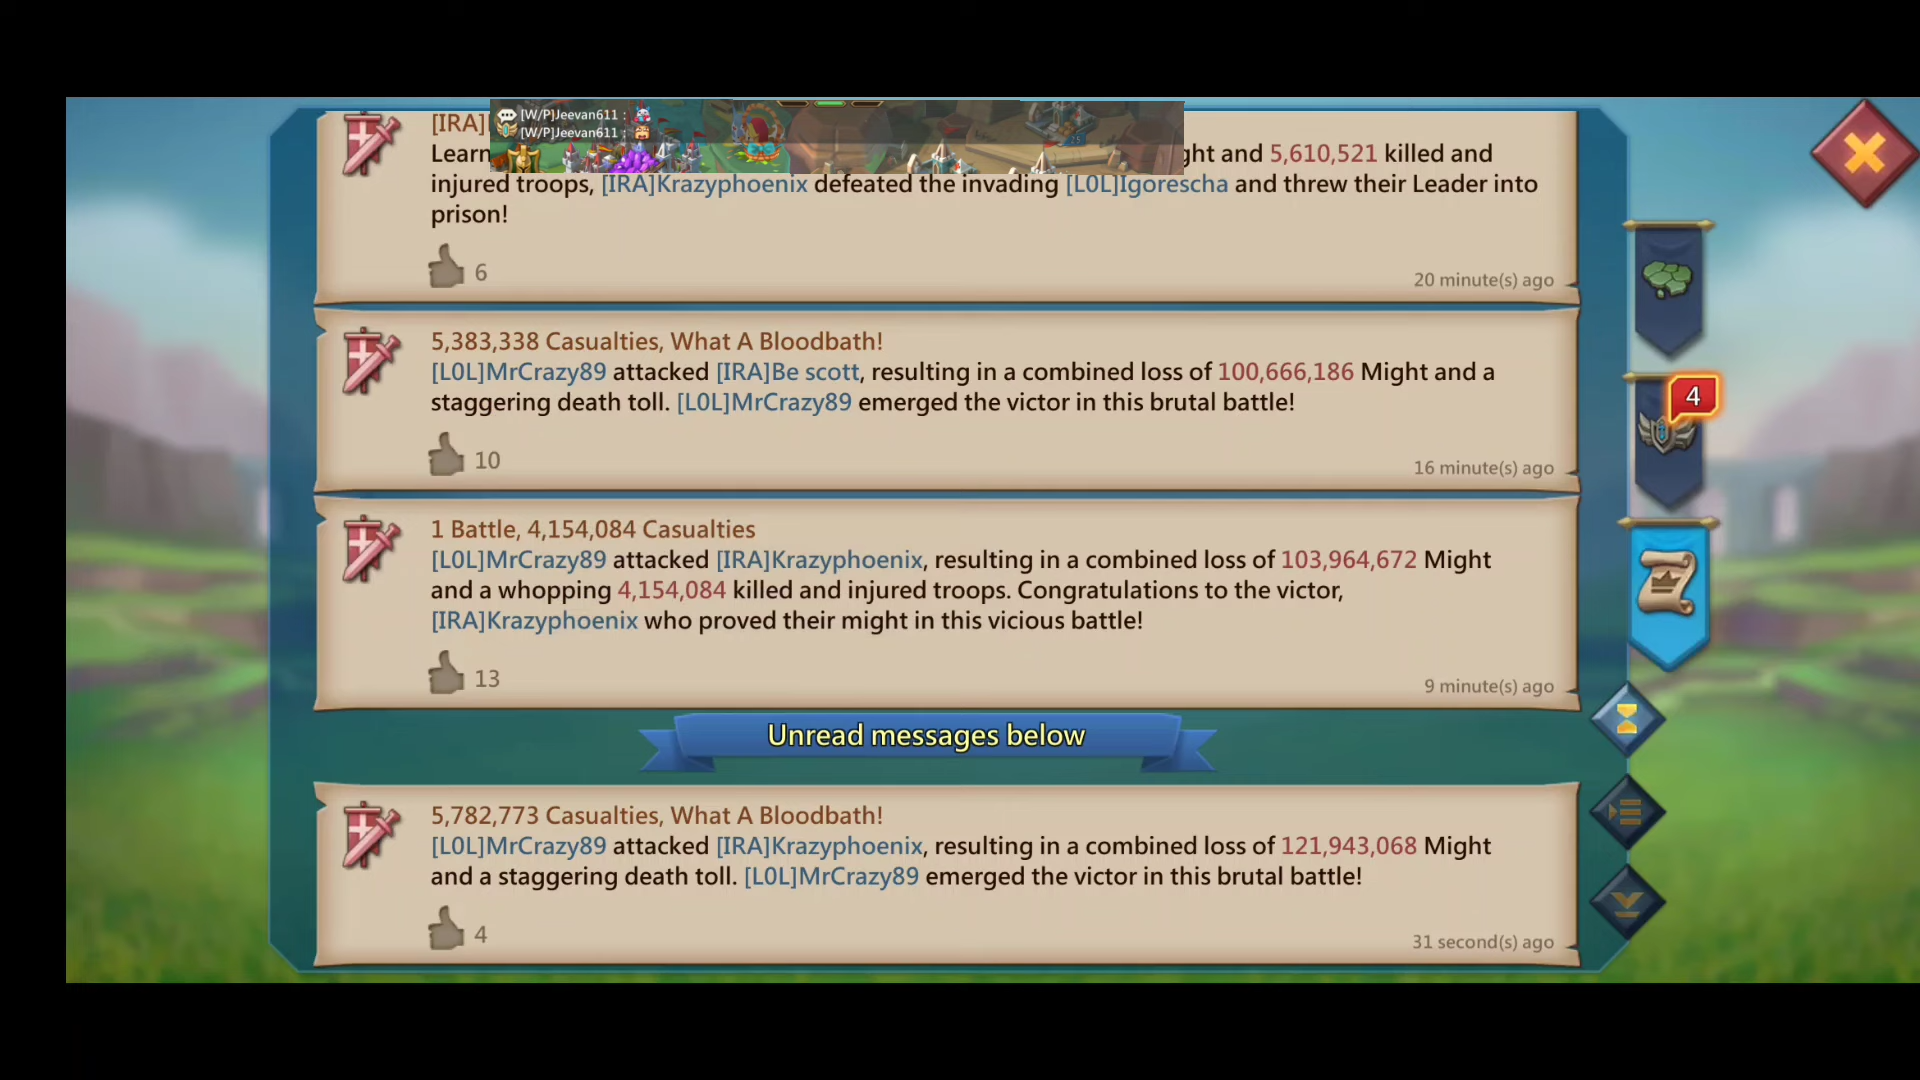 [W/P]Jeevan611 :
[W/P]Jeevan611 :
[IRA]
Learn ght and 5,610,521 killed and
injured troops, [IRA]Krazyphoenix defeated the invading [L0L]Igorescha and threw their Leader into
prison!
6
20 minute(s) ago
5,383,338 Casualties, What A Bloodbath!
[L0L]MrCrazy89 attacked [IRA]Be scott, resulting in a combined loss of 100,666,186 Might and a
staggering death toll. [L0L]MrCrazy89 emerged the victor in this brutal battle!
10
16 minute(s) ago
4
1 Battle, 4,154,084 Casualties
[L0L]MrCrazy89 attacked [IRA]Krazyphoenix, resulting in a combined loss of 103,964,672 Might
and a whopping 4,154,084 killed and injured troops. Congratulations to the victor,
[IRA]Krazyphoenix who proved their might in this vicious battle!
13
9 minute(s) ago
Unread messages below
5,782,773 Casualties, What A Bloodbath!
[L0L]MrCrazy89 attacked [IRA]Krazyphoenix, resulting in a combined loss of 121,943,068 Might
and a staggering death toll. [L0L]MrCrazy89 emerged the victor in this brutal battle!
4
31 second(s) ago